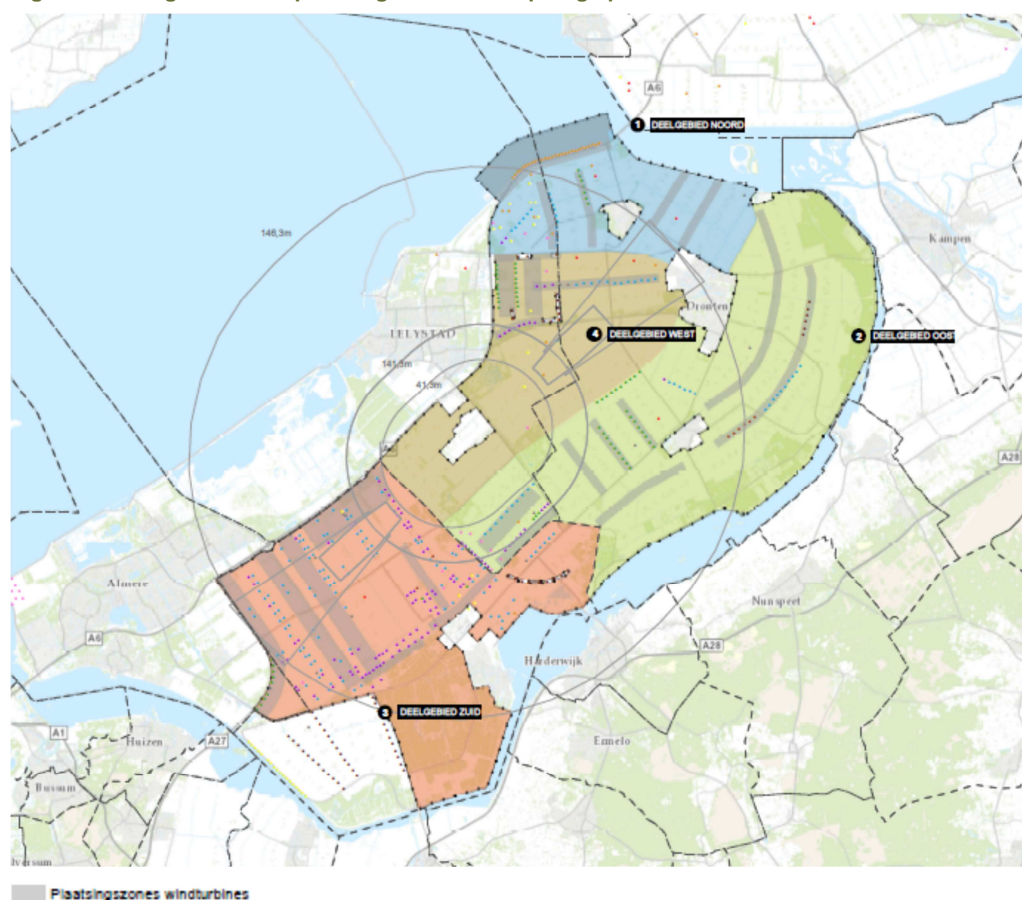 A6
1 DEELGEBIED NOORD
146,3m
Kampen
Dronten
LELYSTAD
4 DEELGEBIED WEST
2 DEELGEBIED OOST
141,3m
41,3m
A28
Almere
Nunspeet
A6
A28
Harderwijk
3 DEELGEBIED ZUID
A1
Huizen
A27
Ermelo
Bussum
lversum
Plaatsingszones windturbines